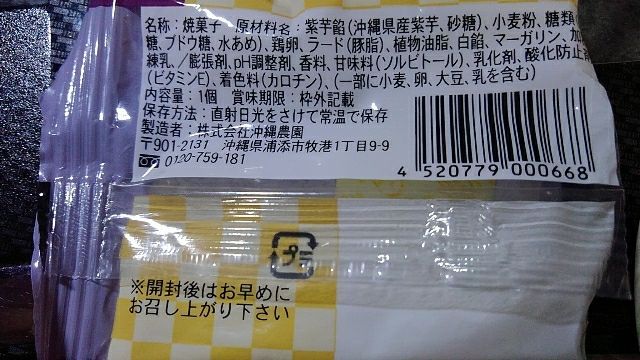 名称：焼菓子　原材料名：紫芋餡(沖縄県産紫芋、砂糖)、小麦粉、糖類
糖、ブドウ糖、水あめ)、鶏卵、ラード(豚脂)、植物油脂、白餡、マーガリン、加
練乳／膨張剤、pH調整剤、香料、甘味料(ソルビトール)、乳化剤、酸化防止剤
(ビタミンE)、着色料(カロチン)、(一部に小麦、卵、大豆、乳を含む)
内容量：1個　賞味期限：枠外記載
保存方法：直射日光をさけて常温で保存
製造者：株式会社沖縄農園
〒901-2131　沖縄県浦添市牧港1丁目9-9
0120-759-181
4 520779 000668
プラ
※開封後はお早めに
お召し上がり下さい